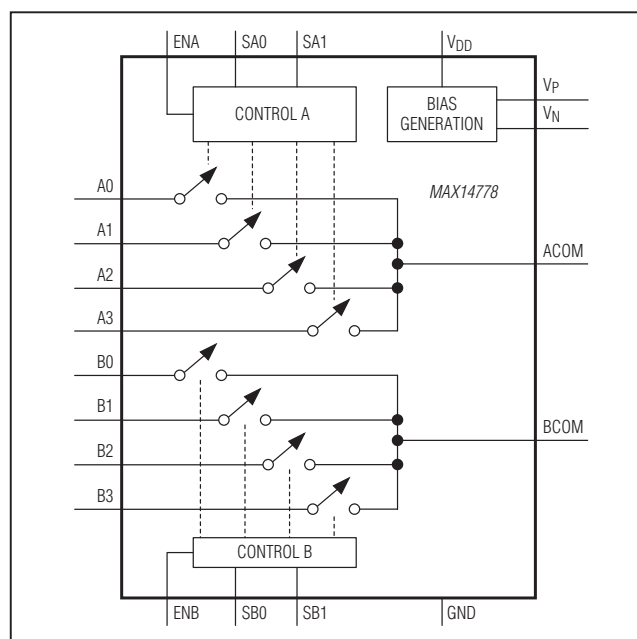 ENA SA0 SA1 VDD
CONTROL A
BIAS
GENERATION
VP
VN
MAX14778
A0
A1
A2
A3
ACOM
B0
B1
B2
B3
BCOM
CONTROL B
ENB SB0 SB1 GND